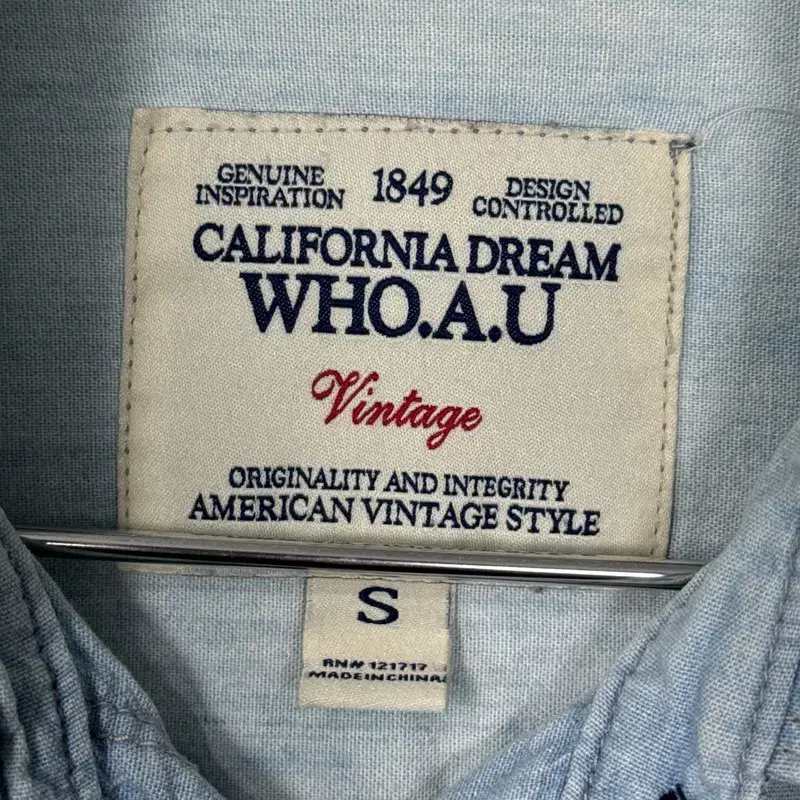 GENUINE INSPIRATION 1849 DESIGN CONTROLLED
CALIFORNIA DREAM
WHO.A.U
Vintage
ORIGINALITY AND INTEGRITY
AMERICAN VINTAGE STYLE
S
RN# 121717
MADE IN CHINA